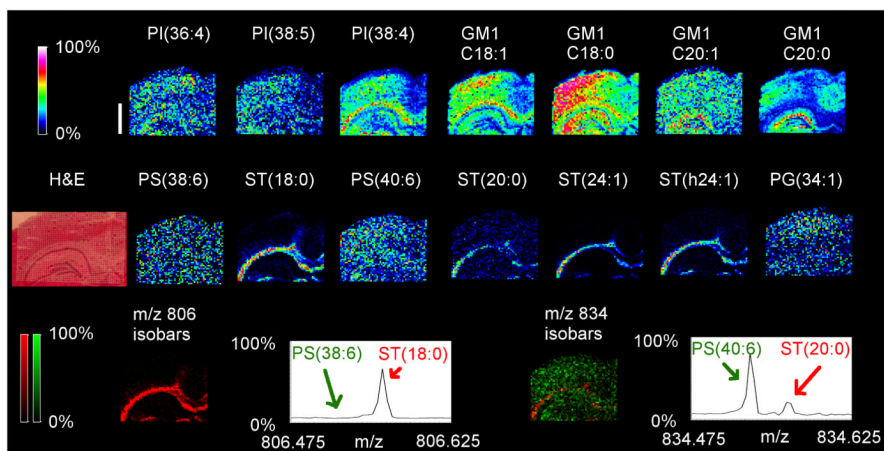 100%
0%
PI(36:4)
PI(38:5)
PI(38:4)
GM1
C18:1
GM1
C18:0
GM1
C20:1
GM1
C20:0
H&E
PS(38:6)
ST(18:0)
PS(40:6)
ST(20:0)
ST(24:1)
ST(h24:1)
PG(34:1)
100%
0%
m/z 806
isobars
100%
0%
PS(38:6)
ST(18:0)
806.475
m/z
806.625
m/z 834
isobars
100%
0%
PS(40:6)
ST(20:0)
834.475
m/z
834.625